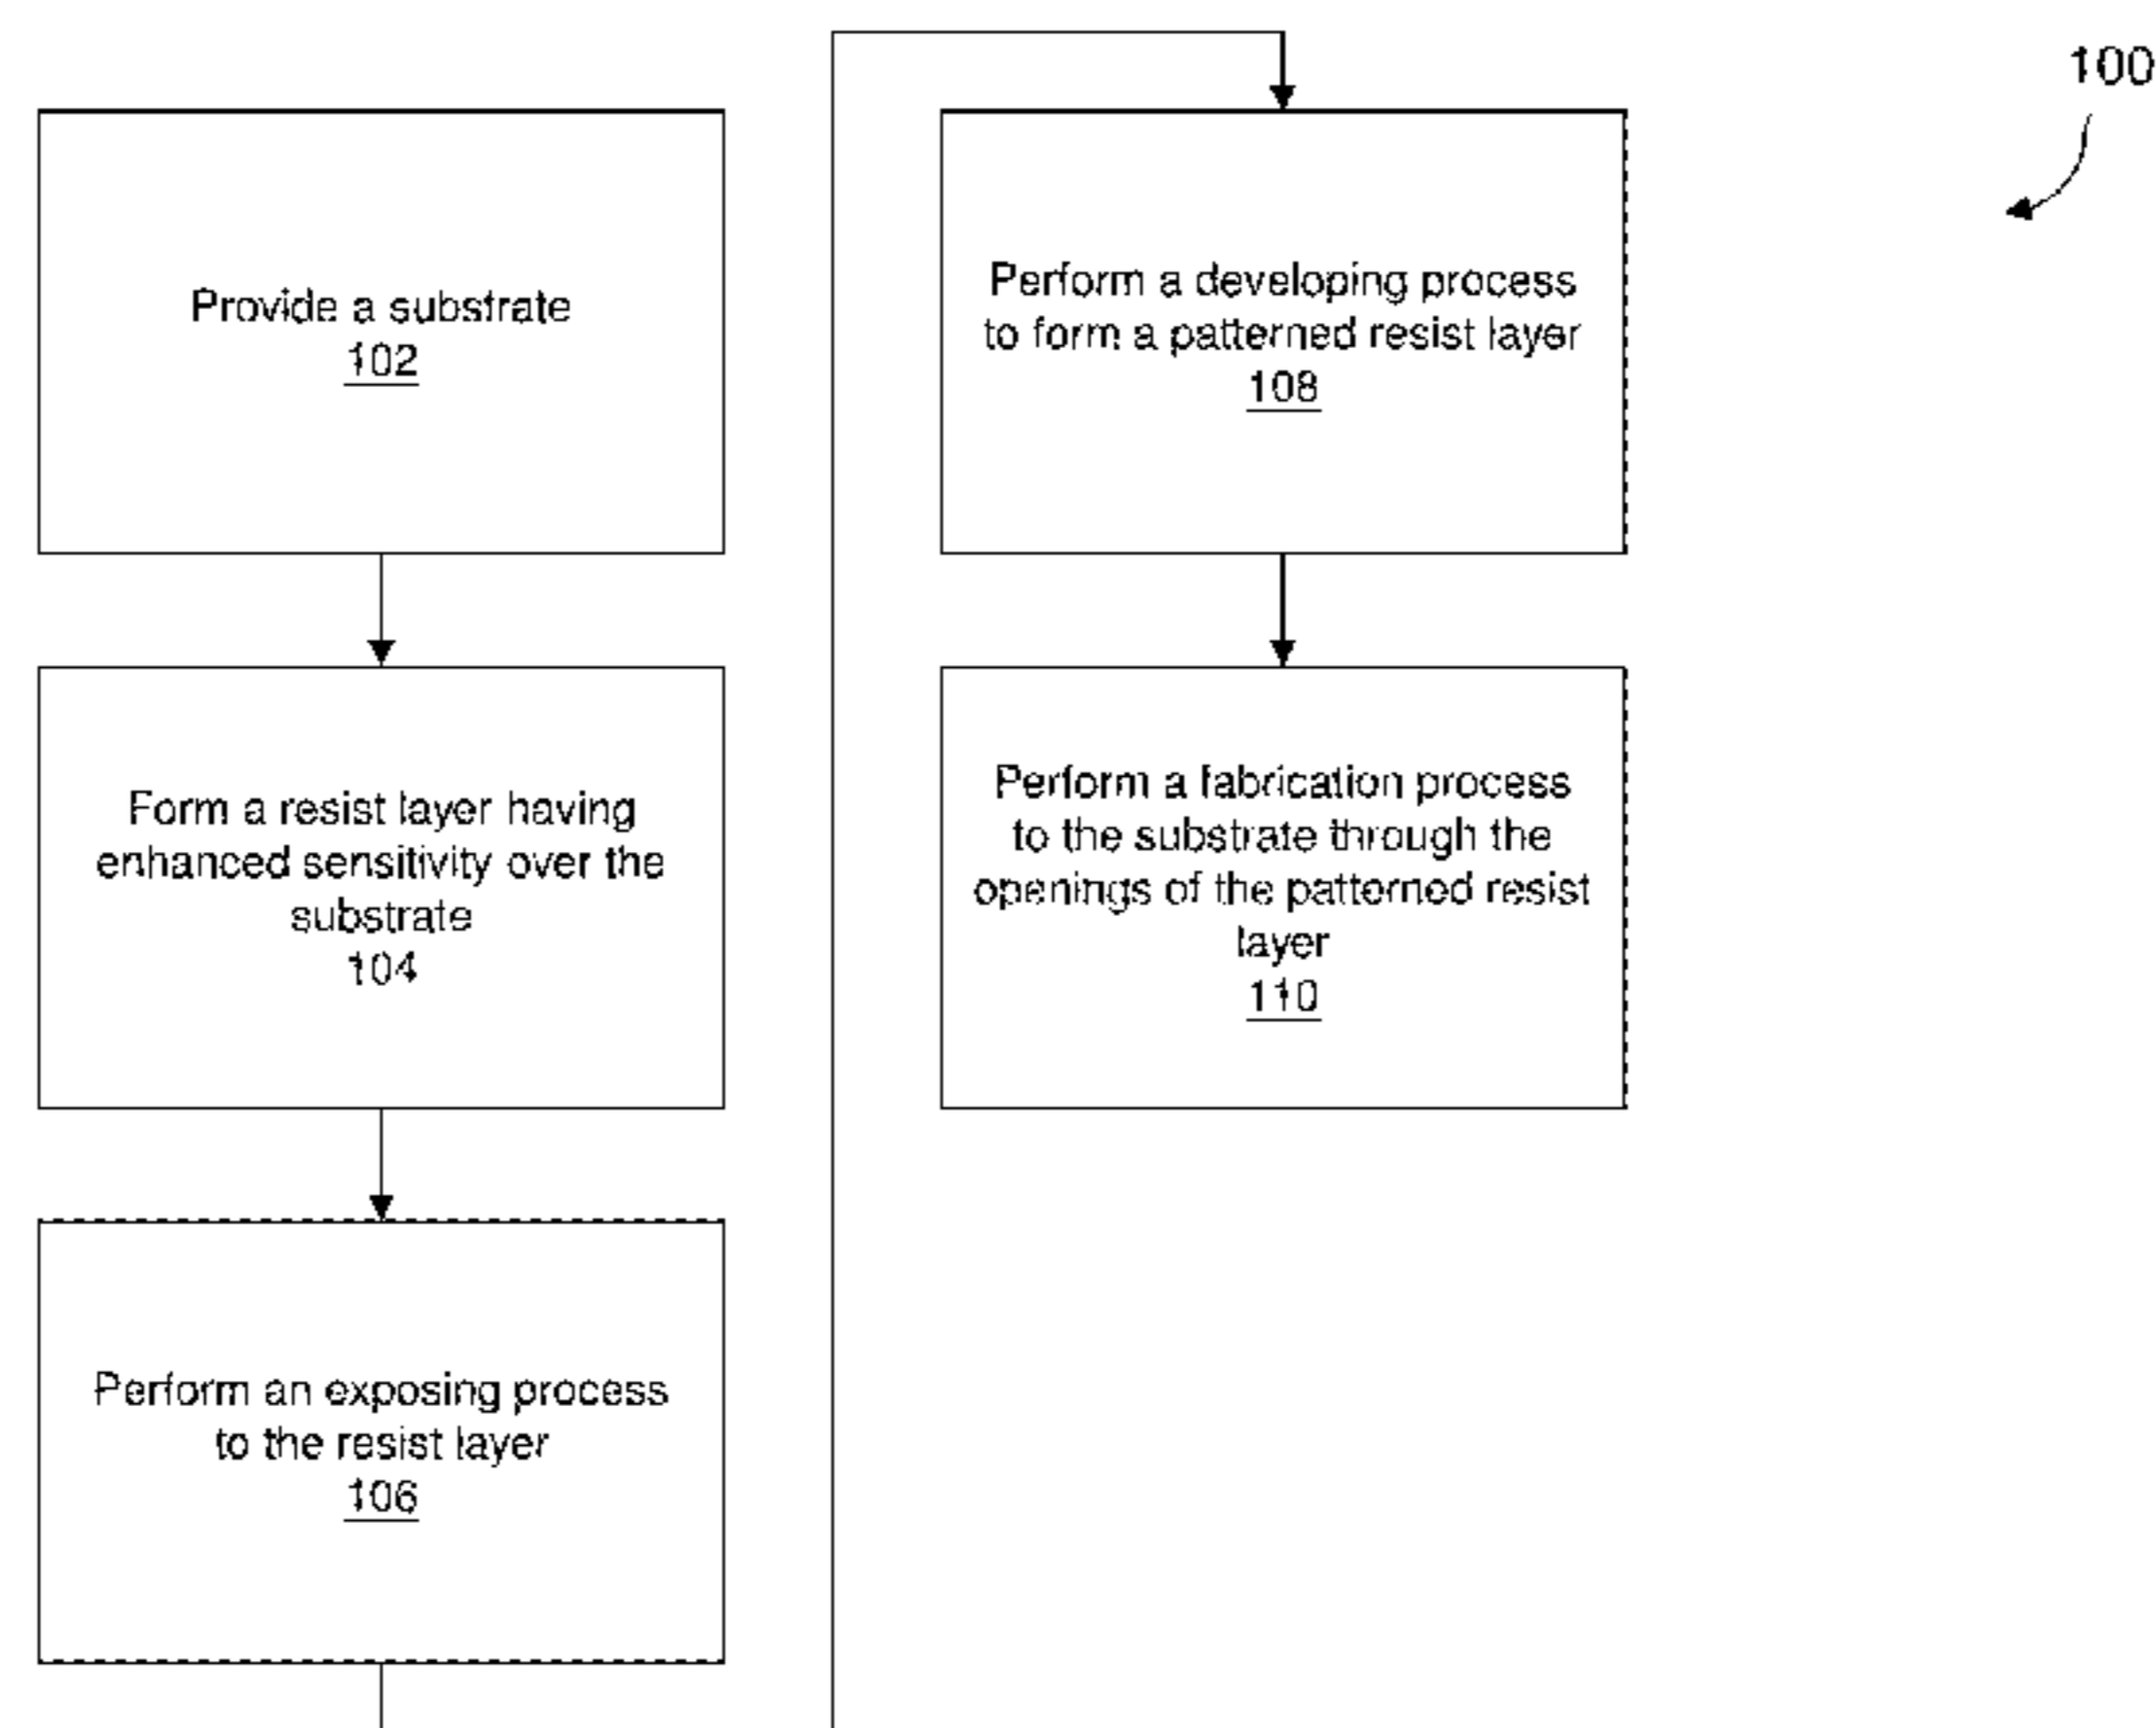 100
Provide a substrate
102
Form a resist layer having
enhanced sensitivity over the
substrate
104
Perform an exposing process
to the resist layer
106
Perform a developing process
to form a patterned resist layer
108
Perform a fabrication process
to the substrate through the
openings of the patterned resist
layer
110